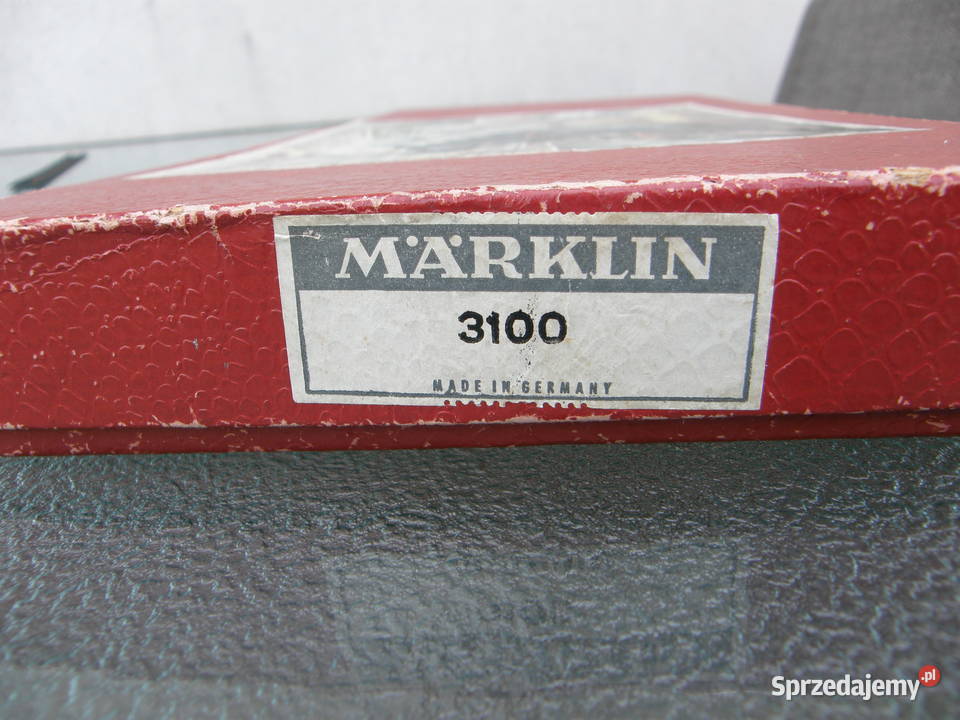 MÄRKLIN
3100
MADE IN GERMANY
Sprzedajemy.pl